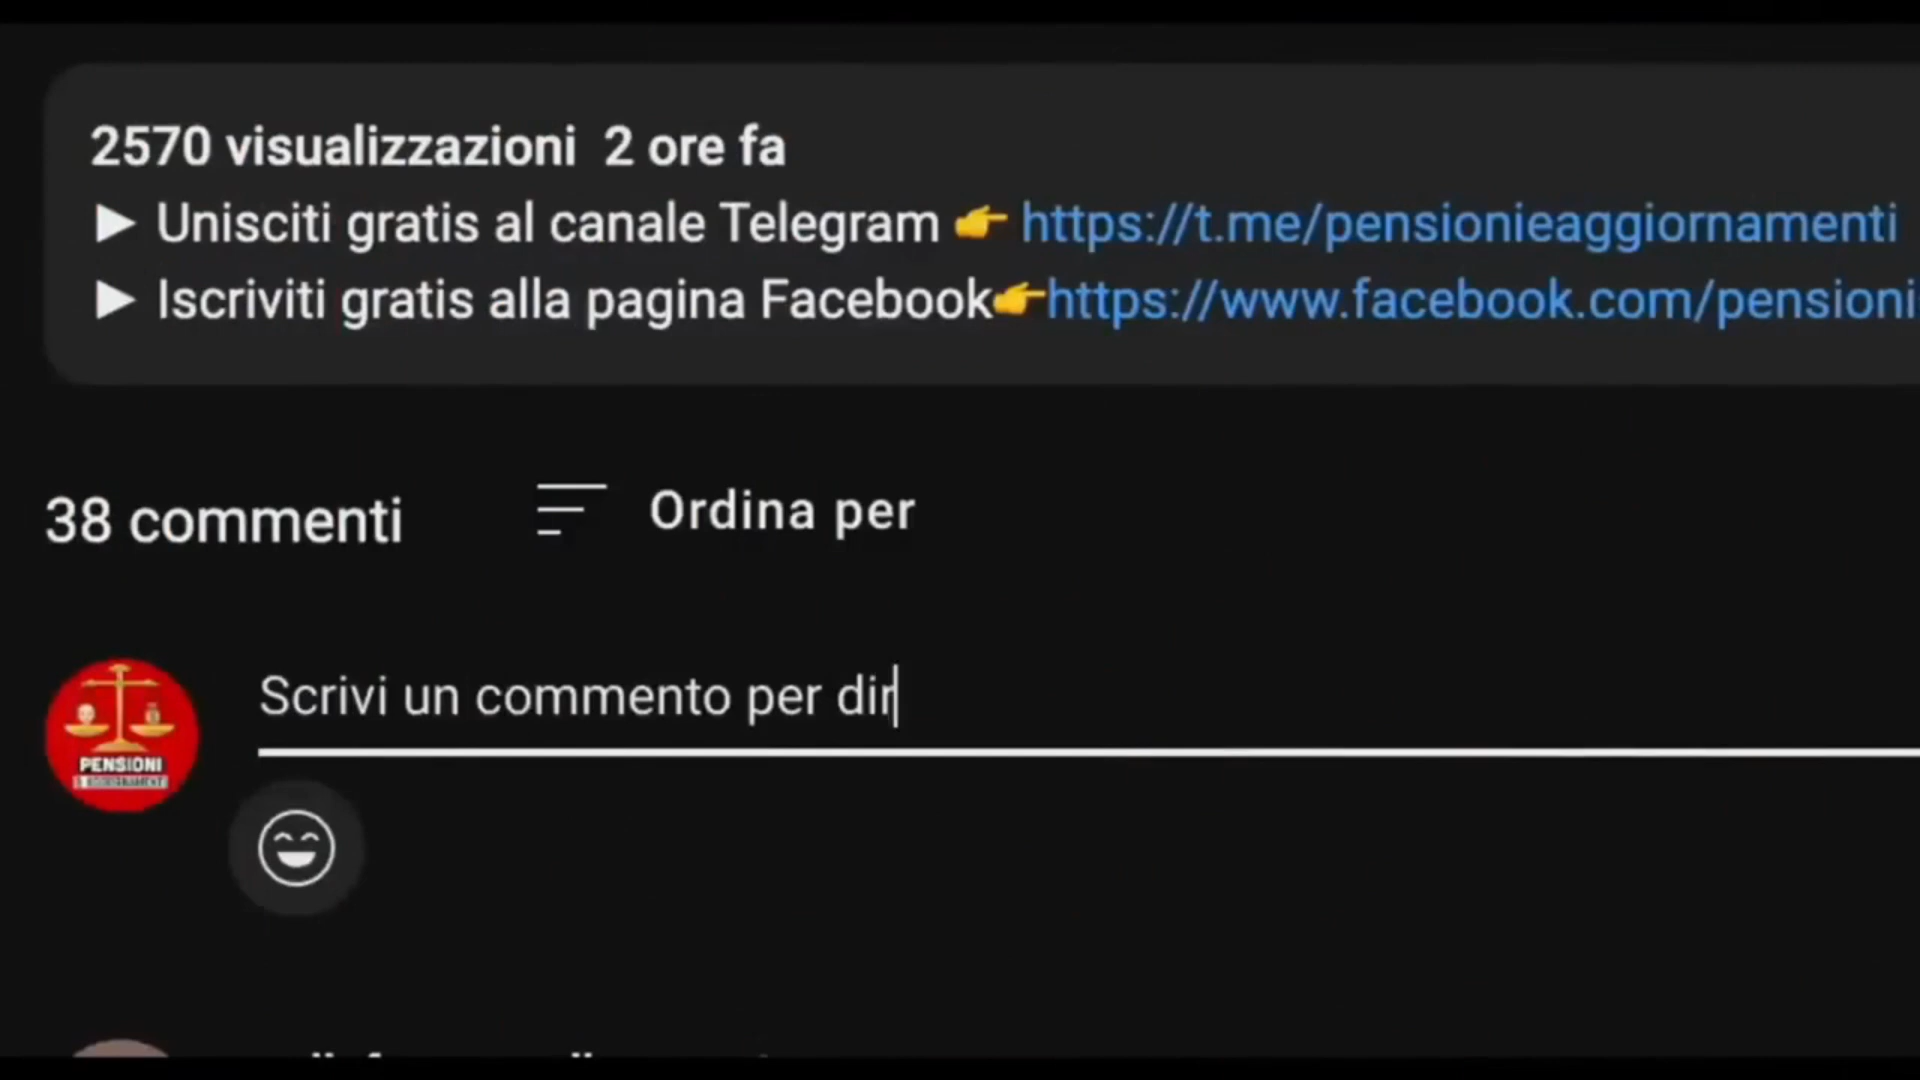 2570 visualizzazioni 2 ore fa
► Unisciti gratis al canale Telegram 👉 https://t.me/pensionieaggiornamenti
► Iscriviti gratis alla pagina Facebook👉https://www.facebook.com/pensioni
38 commenti
Ordina per
Scrivi un commento per dir
PENSIONI